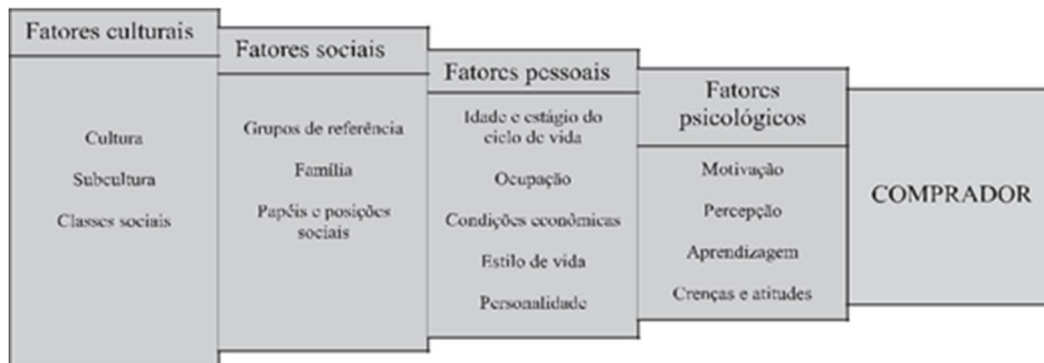 Fatores culturais
Cultura
Subcultura
Classes sociais
Fatores sociais
Grupos de referência
Família
Papéis e posições
sociais
Fatores pessoais
Idade e estágio do
ciclo de vida
Ocupação
Condições econômicas
Estilo de vida
Personalidade
Fatores
psicológicos
Motivação
Percepção
Aprendizagem
Crenças e atitudes
COMPRADOR